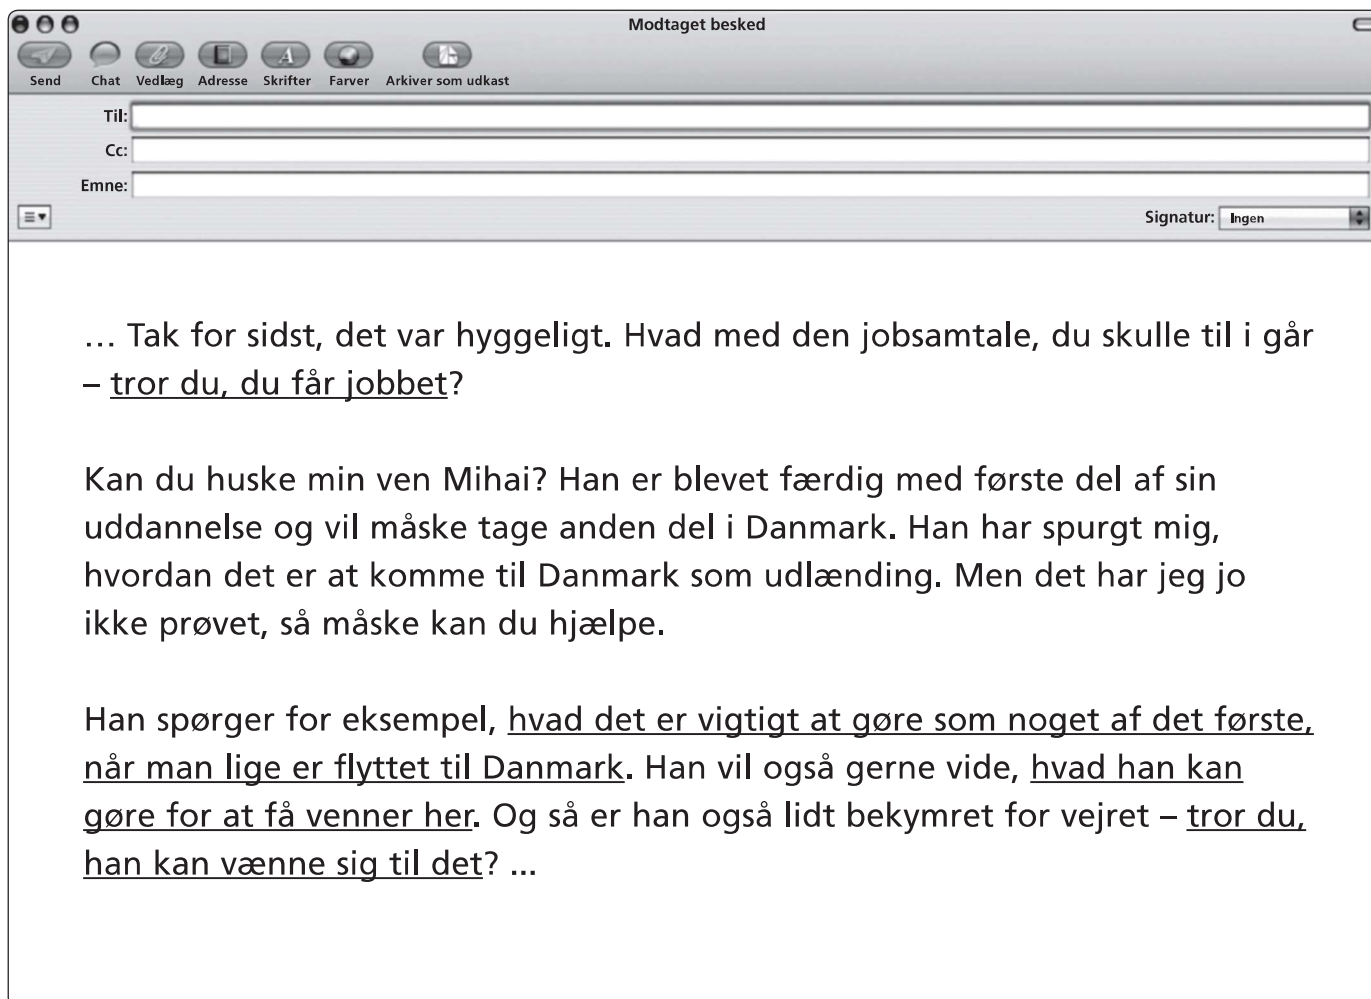 Modtaget besked
Send Chat Vedlæg Adresse Skrifter Farver Arkiver som udkast
Til:
Cc:
Emne:
Signatur: Ingen
... Tak for sidst, det var hyggeligt. Hvad med den jobsamtale, du skulle til i går
– tror du, du får jobbet?
Kan du huske min ven Mihai? Han er blevet færdig med første del af sin
uddannelse og vil måske tage anden del i Danmark. Han har spurgt mig,
hvordan det er at komme til Danmark som udlænding. Men det har jeg jo
ikke prøvet, så måske kan du hjælpe.
Han spørger for eksempel, hvad det er vigtigt at gøre som noget af det første,
når man lige er flyttet til Danmark. Han vil også gerne vide, hvad han kan
gøre for at få venner her. Og så er han også lidt bekymret for vejret – tror du,
han kan vænne sig til det? ...